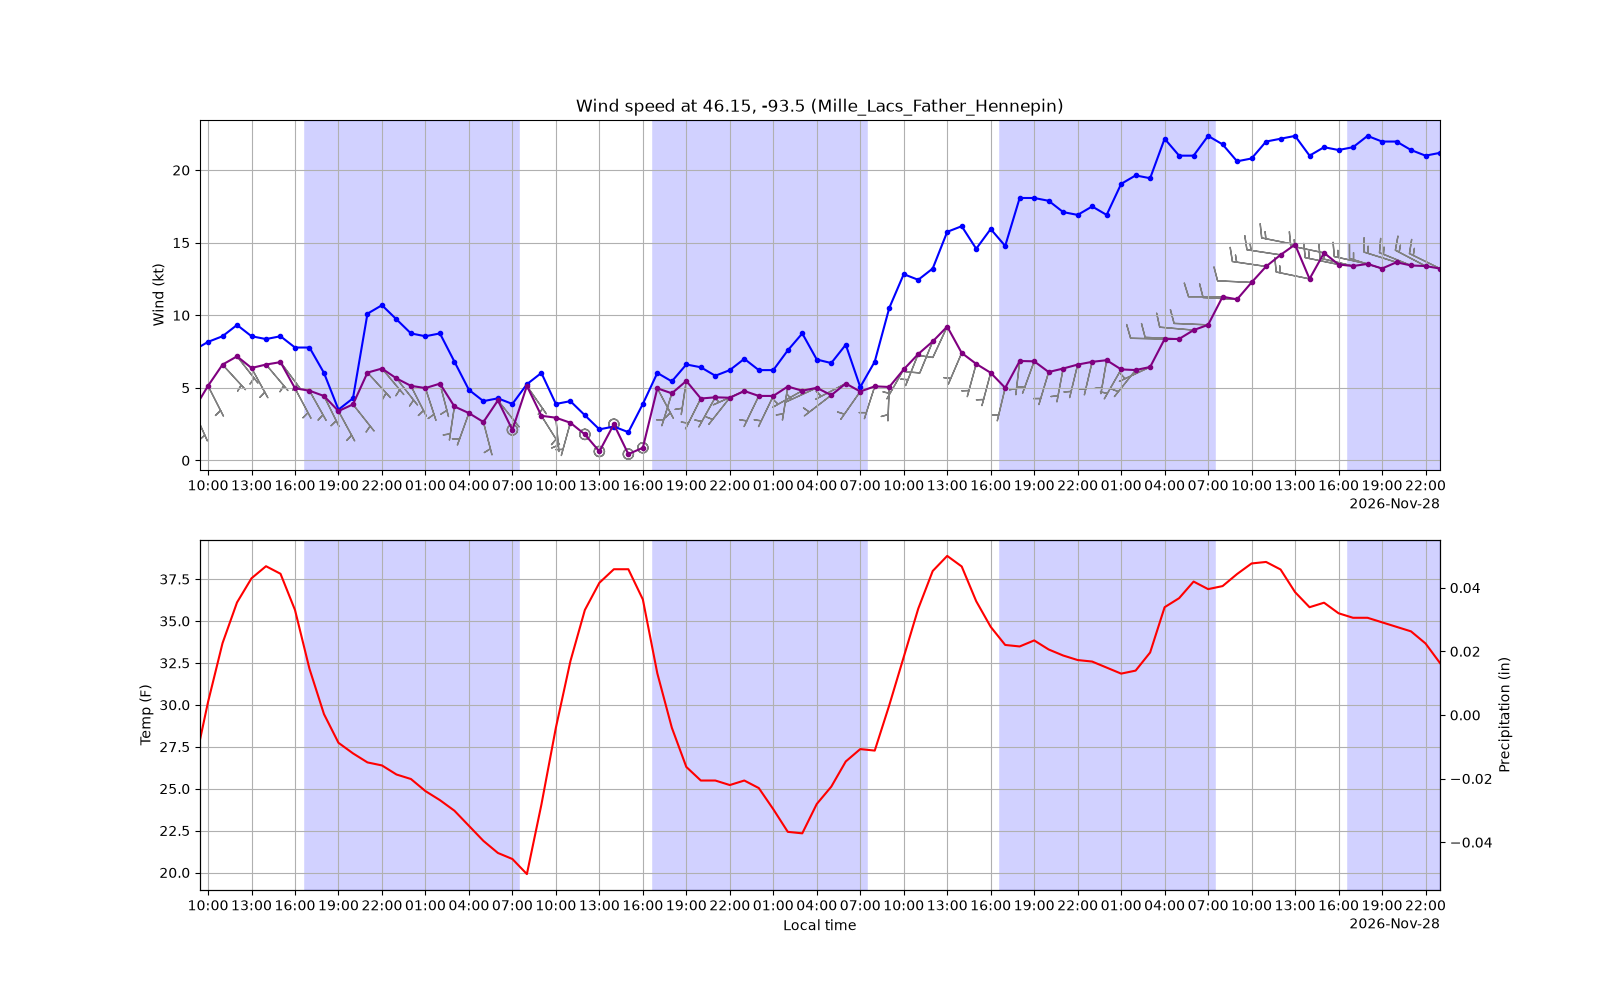 Wind speed at 46.15, -93.5 (Mille_Lacs_Father_Hennepin)
Wind (kt)
20
15
10
5
0
10:00 13:00 16:00 19:00 22:00 01:00 04:00 07:00 10:00 13:00 16:00 19:00 22:00 01:00 04:00 07:00 10:00 13:00 16:00 19:00 22:00 01:00 04:00 07:00 10:00 13:00 16:00 19:00 22:00
2026-Nov-28
Temp (F)
37.5
35.0
32.5
30.0
27.5
25.0
22.5
20.0
0.04
0.02
0.00
−0.02
−0.04
Precipitation (in)
10:00 13:00 16:00 19:00 22:00 01:00 04:00 07:00 10:00 13:00 16:00 19:00 22:00 01:00 04:00 07:00 10:00 13:00 16:00 19:00 22:00 01:00 04:00 07:00 10:00 13:00 16:00 19:00 22:00
Local time
2026-Nov-28